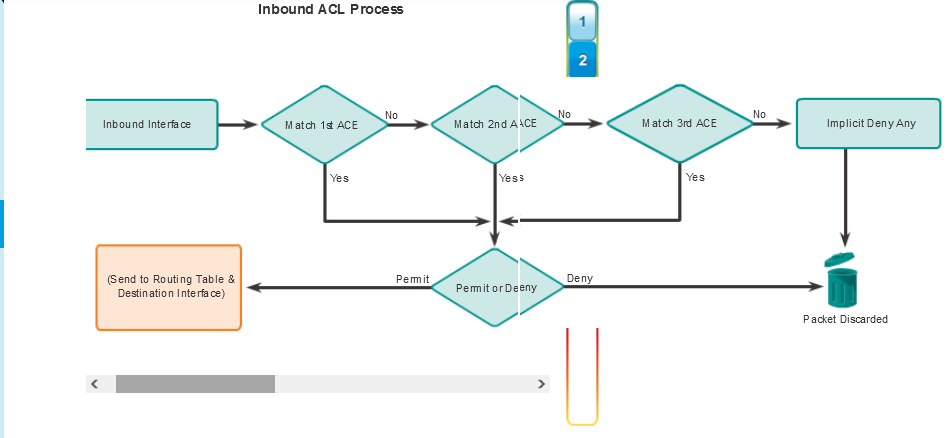 Inbound ACL Process
1
2
Inbound Interface
Match 1st ACE
No
Match 2nd ACE
No
Match 3rd ACE
No
Implicit Deny Any
Yes
Yes
Yes
(Send to Routing Table &
Destination Interface)
Permit
Permit or Deny
Deny
Packet Discarded